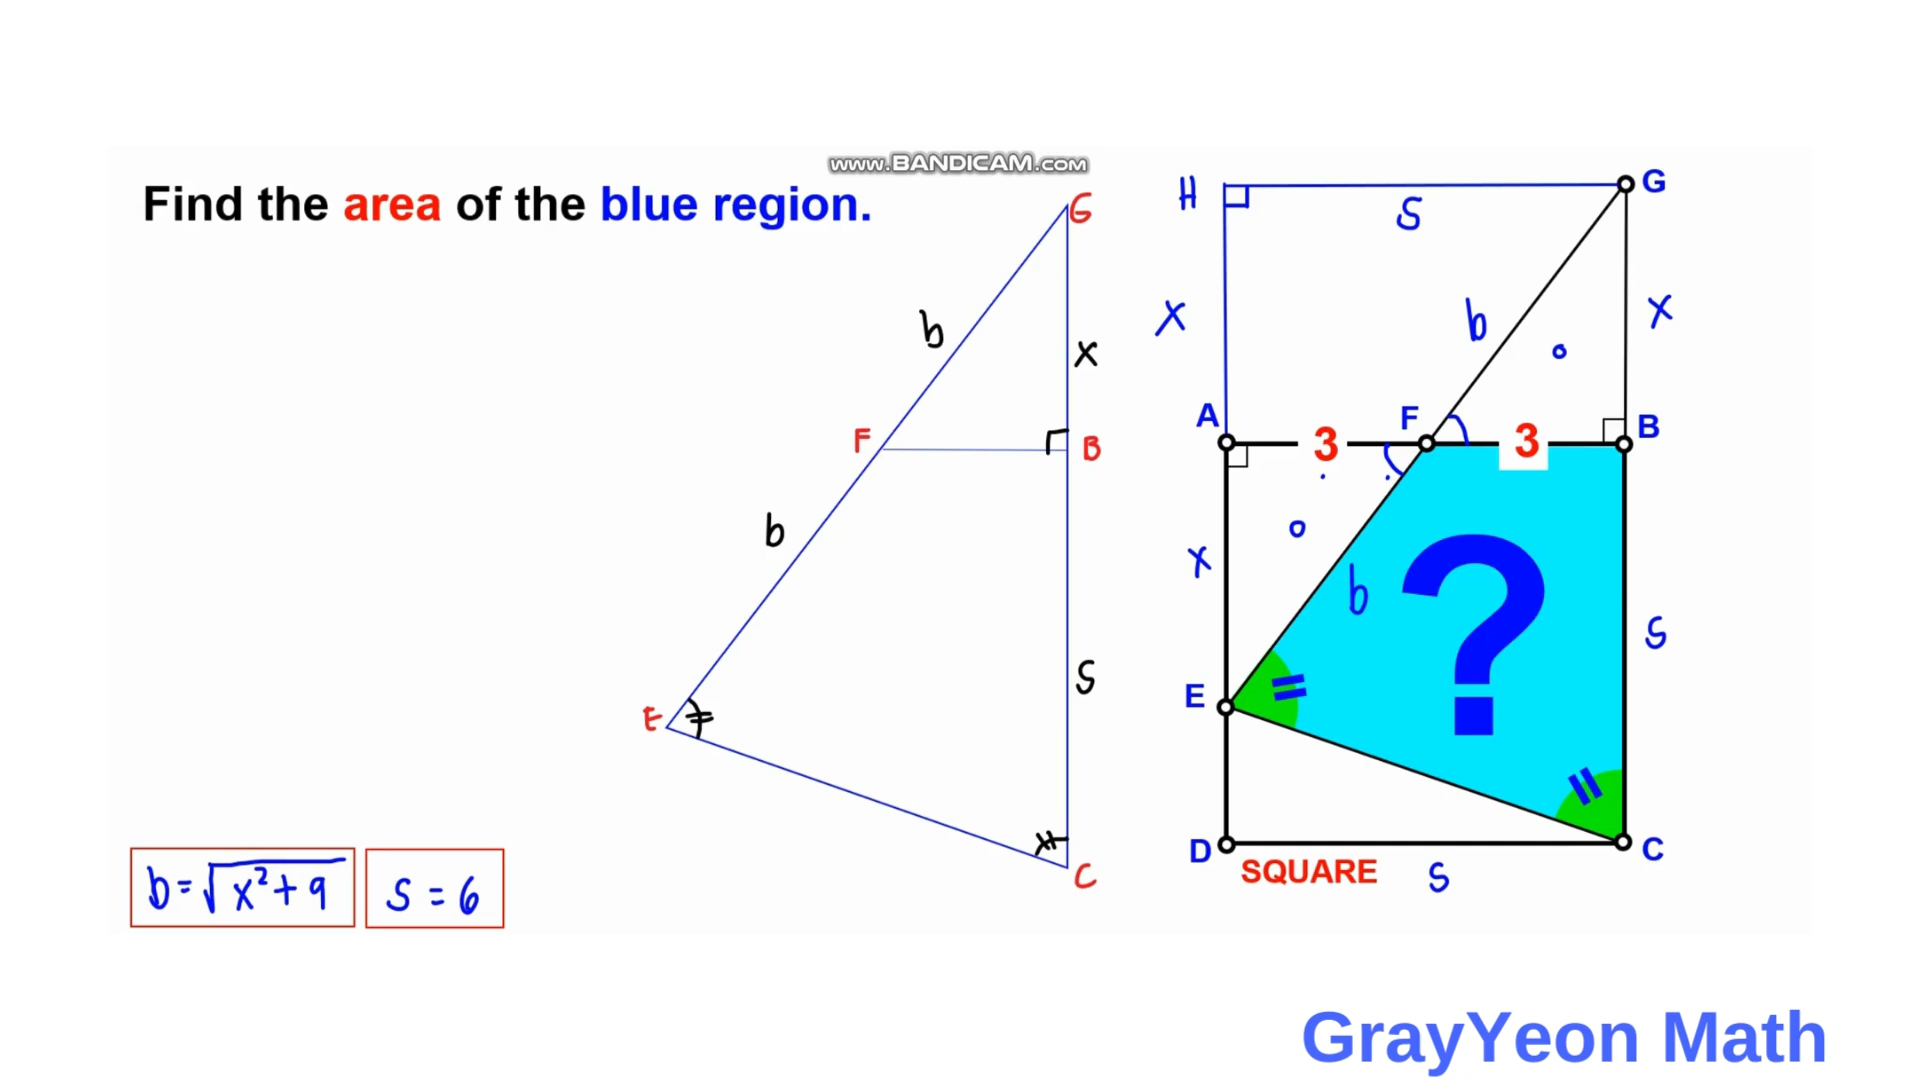 www.BANDICAM.com
Find the area of the blue region.
G
b
x
F
B
b
S
E
C
H
G
S
x
b
x
A
F
B
3
3
x
b
?
S
E
D
C
SQUARE
S
b = √x²+9
S = 6
GrayYeon Math